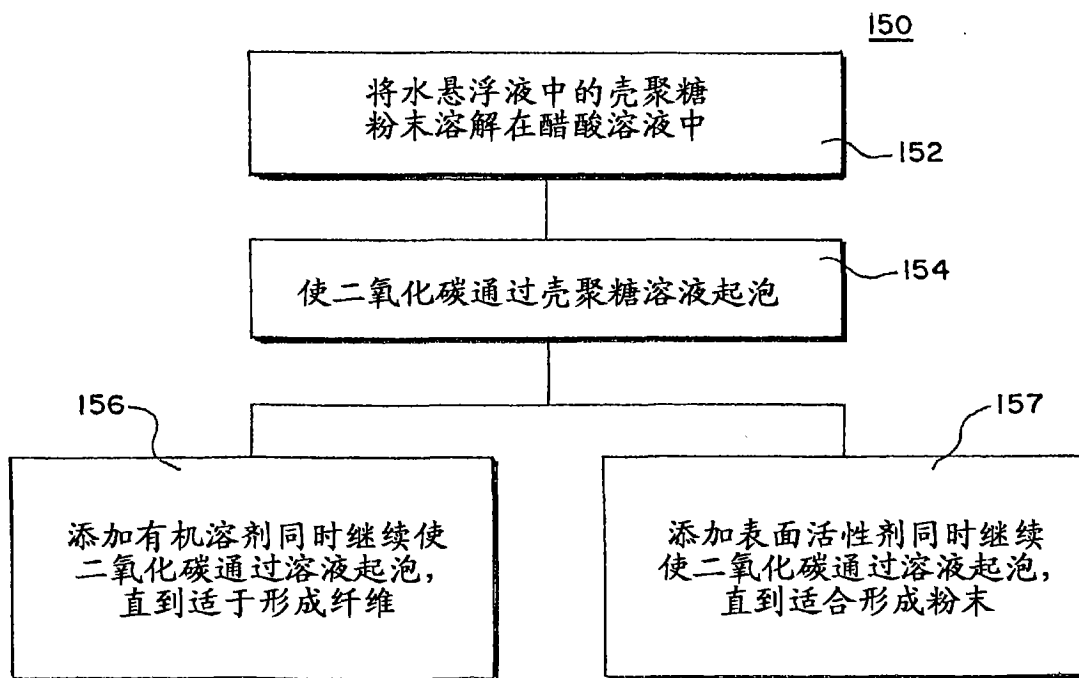 150
将水悬浮液中的壳聚糖
粉末溶解在醋酸溶液中
152
使二氧化碳通过壳聚糖溶液起泡
154
156
添加有机溶剂同时继续使
二氧化碳通过溶液起泡，
直到适于形成纤维
157
添加表面活性剂同时继续
使二氧化碳通过溶液起泡，
直到适合形成粉末